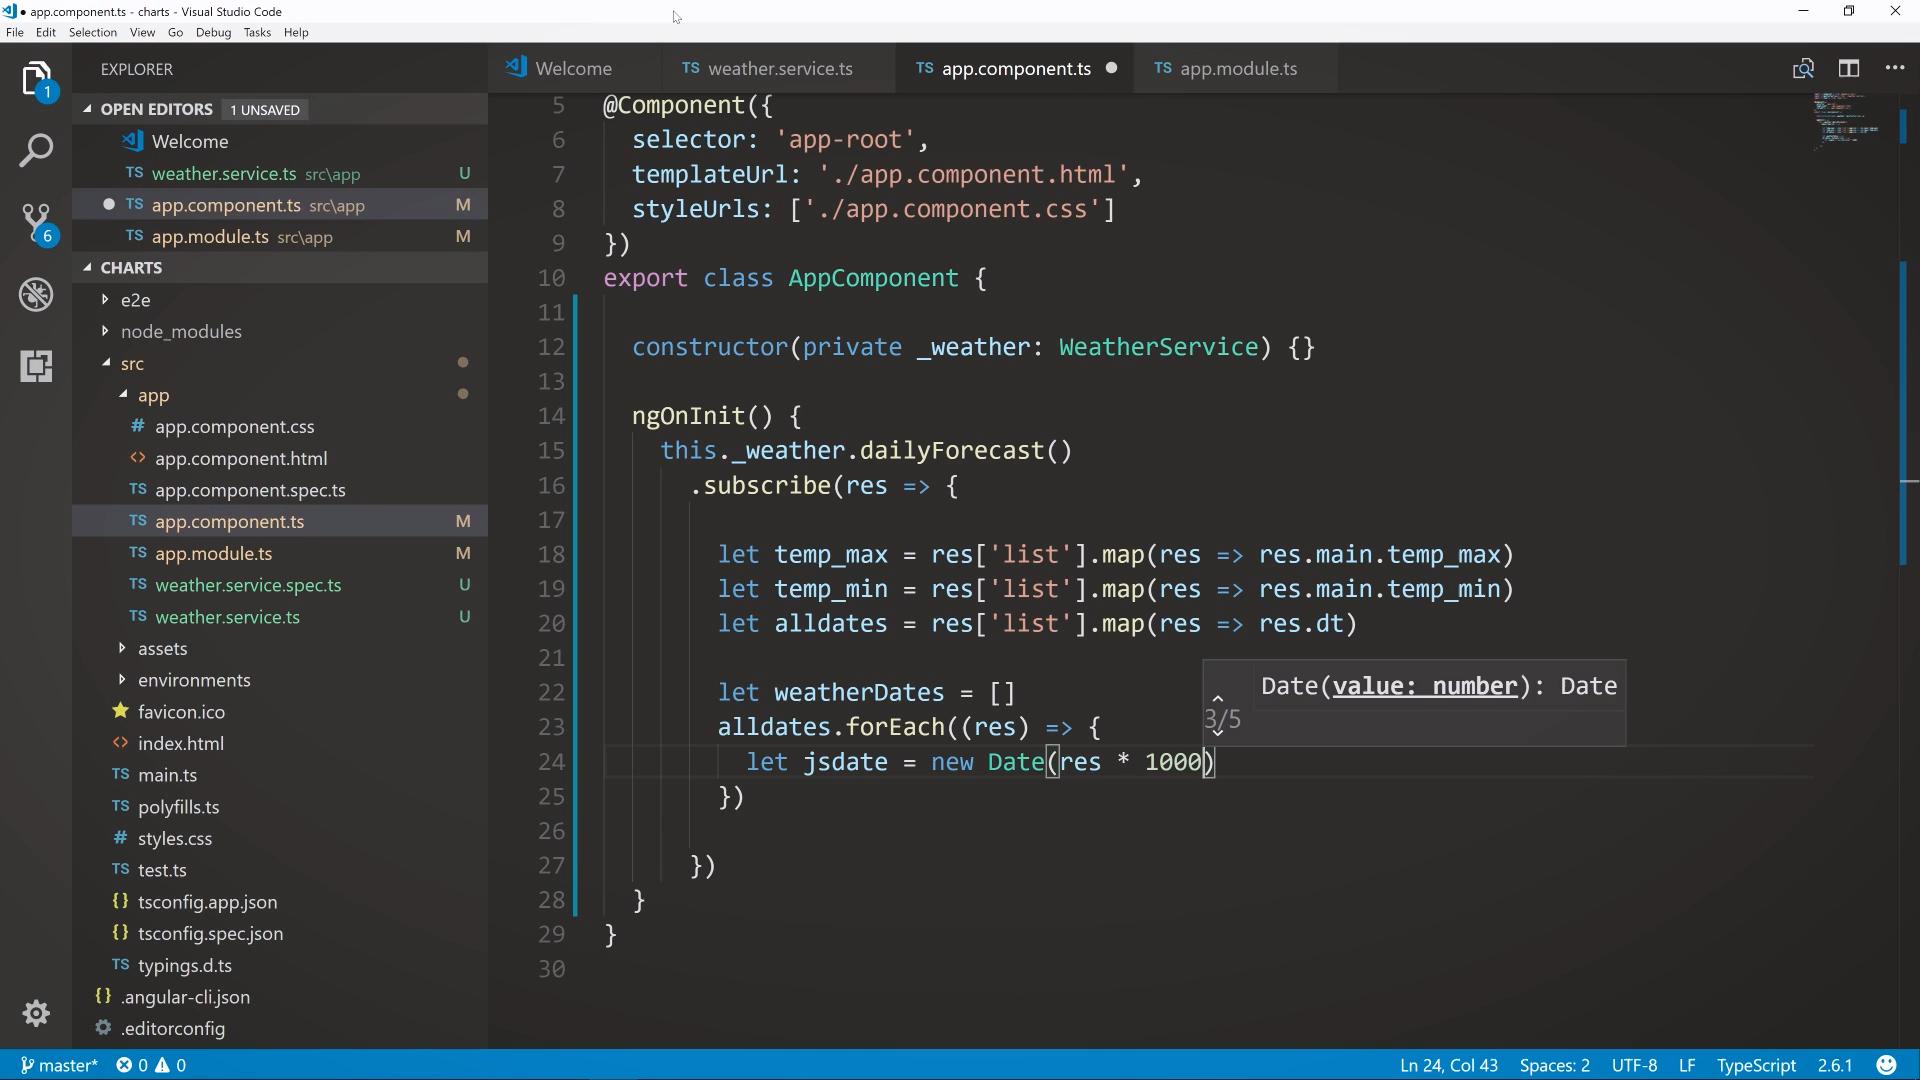 ● app.component.ts - charts - Visual Studio Code
File Edit Selection View Go Debug Tasks Help
EXPLORER
OPEN EDITORS 1 UNSAVED
Welcome
TS weather.service.ts src\app U
● TS app.component.ts src\app M
TS app.module.ts src\app M
CHARTS
e2e
node_modules
src
app
# app.component.css
<> app.component.html
TS app.component.spec.ts
TS app.component.ts M
TS app.module.ts M
TS weather.service.spec.ts U
TS weather.service.ts U
assets
environments
favicon.ico
<> index.html
TS main.ts
TS polyfills.ts
# styles.css
TS test.ts
{} tsconfig.app.json
{} tsconfig.spec.json
TS typings.d.ts
{} .angular-cli.json
.editorconfig
1
6
Welcome TS weather.service.ts TS app.component.ts ● TS app.module.ts
5 @Component({
6 selector: 'app-root',
7 templateUrl: './app.component.html',
8 styleUrls: ['./app.component.css']
9 })
10 export class AppComponent {
11
12 constructor(private _weather: WeatherService) {}
13
14 ngOnInit() {
15 this._weather.dailyForecast()
16 .subscribe(res => {
17
18 let temp_max = res['list'].map(res => res.main.temp_max)
19 let temp_min = res['list'].map(res => res.main.temp_min)
20 let alldates = res['list'].map(res => res.dt)
21
22 let weatherDates = []
23 alldates.forEach((res) => {
24 let jsdate = new Date(res * 1000)
25 })
26
27 })
28 }
29 }
30
Date(value: number): Date
3/5
master* 0 0 Ln 24, Col 43 Spaces: 2 UTF-8 LF TypeScript 2.6.1